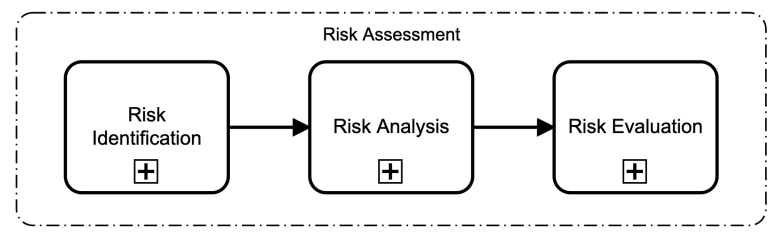 Risk Assessment
Risk
Identification
Risk Analysis
Risk Evaluation